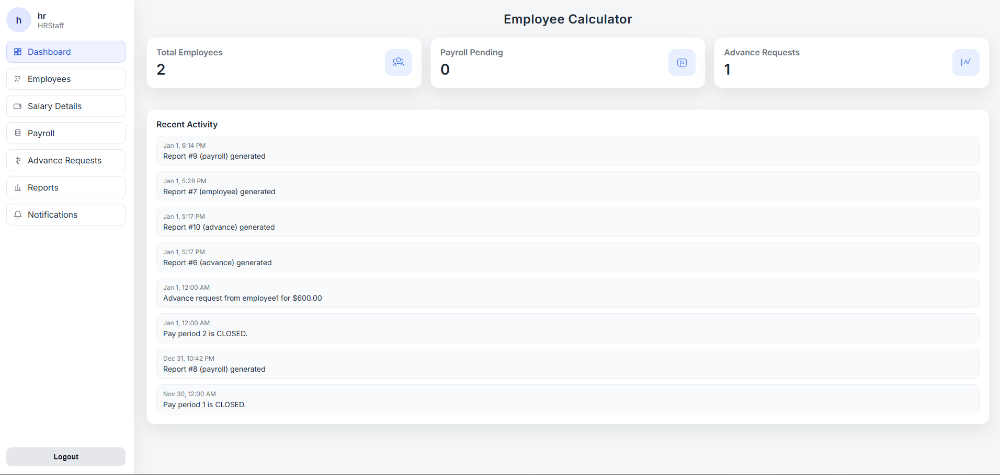 h
hr
HRStaff
Dashboard
Employees
Salary Details
Payroll
Advance Requests
Reports
Notifications
Logout
Employee Calculator
Total Employees
2
Payroll Pending
0
Advance Requests
1
Recent Activity
Jan 1, 6:14 PM
Report #9 (payroll) generated
Jan 1, 5:28 PM
Report #7 (employee) generated
Jan 1, 5:17 PM
Report #10 (advance) generated
Jan 1, 5:17 PM
Report #6 (advance) generated
Jan 1, 12:00 AM
Advance request from employee1 for $600.00
Jan 1, 12:00 AM
Pay period 2 is CLOSED.
Dec 31, 10:42 PM
Report #8 (payroll) generated
Nov 30, 12:00 AM
Pay period 1 is CLOSED.